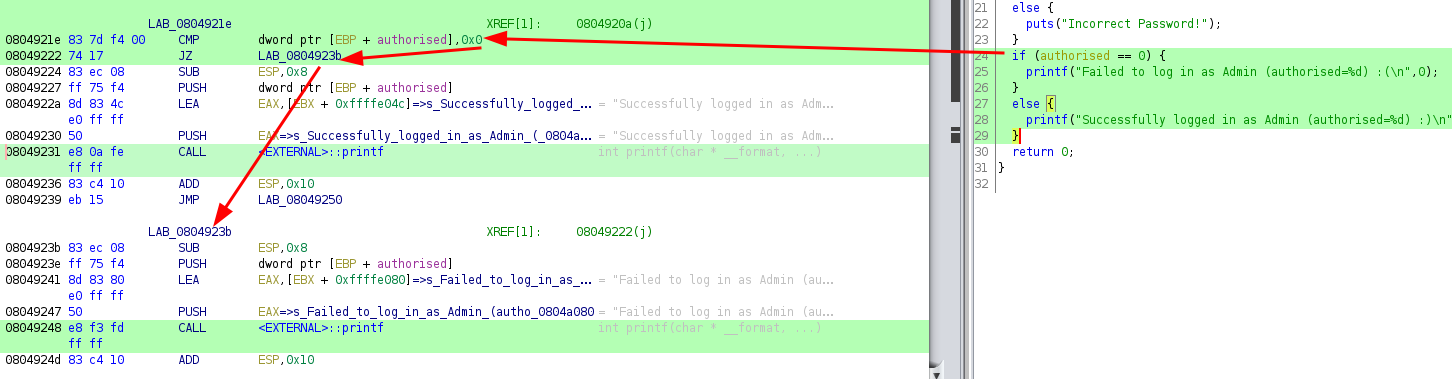 LAB_0804921e XREF[1]: 0804920a(j)
0804921e 83 7d f4 00 CMP dword ptr [EBP + authorised],0x0
08049222 74 17 JZ LAB_0804923b
08049224 83 ec 08 SUB ESP,0x8
08049227 ff 75 f4 PUSH dword ptr [EBP + authorised]
0804922a 8d 83 4c LEA EAX,[EBX + 0xffffe04c]=>s_Successfully_logged_... = "Successfully logged in as Adm...
e0 ff ff
08049230 50 PUSH EAX=>s_Successfully_logged_in_as_Admin_(_0804a... = "Successfully logged in as Adm...
08049231 e8 0a fe CALL <EXTERNAL>::printf int printf(char * __format, ...)
ff ff
08049236 83 c4 10 ADD ESP,0x10
08049239 eb 15 JMP LAB_08049250
LAB_0804923b XREF[1]: 08049222(j)
0804923b 83 ec 08 SUB ESP,0x8
0804923e ff 75 f4 PUSH dword ptr [EBP + authorised]
08049241 8d 83 80 LEA EAX,[EBX + 0xffffe080]=>s_Failed_to_log_in_as_... = "Failed to log in as Admin (au...
e0 ff ff
08049247 50 PUSH EAX=>s_Failed_to_log_in_as_Admin_(autho_0804a080 = "Failed to log in as Admin (au...
08049248 e8 f3 fd CALL <EXTERNAL>::printf int printf(char * __format, ...)
ff ff
0804924d 83 c4 10 ADD ESP,0x10
21 else {
22 puts("Incorrect Password!");
23 }
24 if (authorised == 0) {
25 printf("Failed to log in as Admin (authorised=%d) :(\n",0);
26 }
27 else {
28 printf("Successfully logged in as Admin (authorised=%d) :)\n"
29 }
30 return 0;
31 }
32